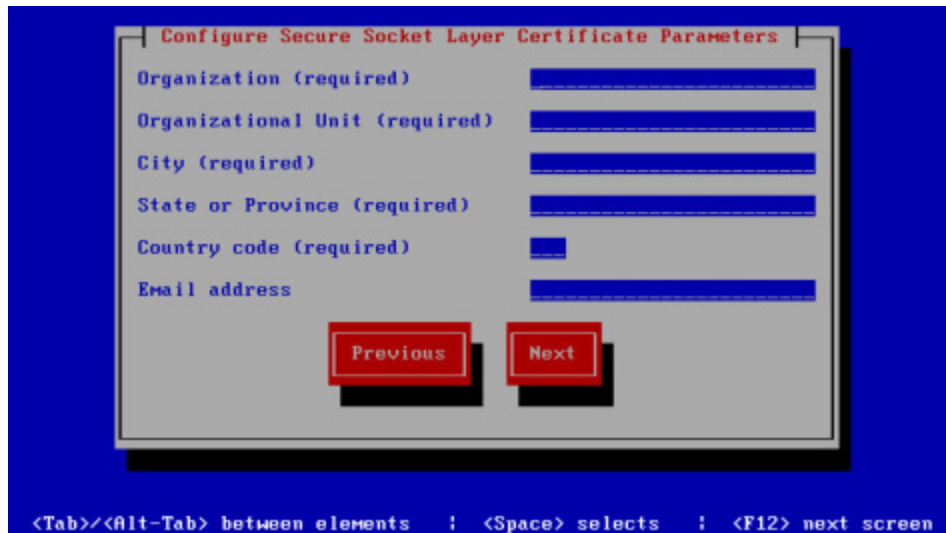 Configure Secure Socket Layer Certificate Parameters
Organization (required)
Organizational Unit (required)
City (required)
State or Province (required)
Country code (required)
Email address
Previous Next
<Tab>/<Alt-Tab> between elements ¦ <Space> selects ¦ <F12> next screen